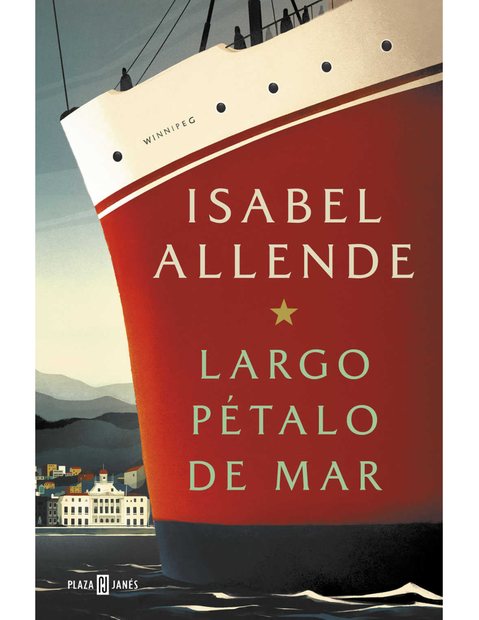 WINNIPEG
ISABEL
ALLENDE
LARGO
PÉTALO
DE MAR
PLAZA JANÉS